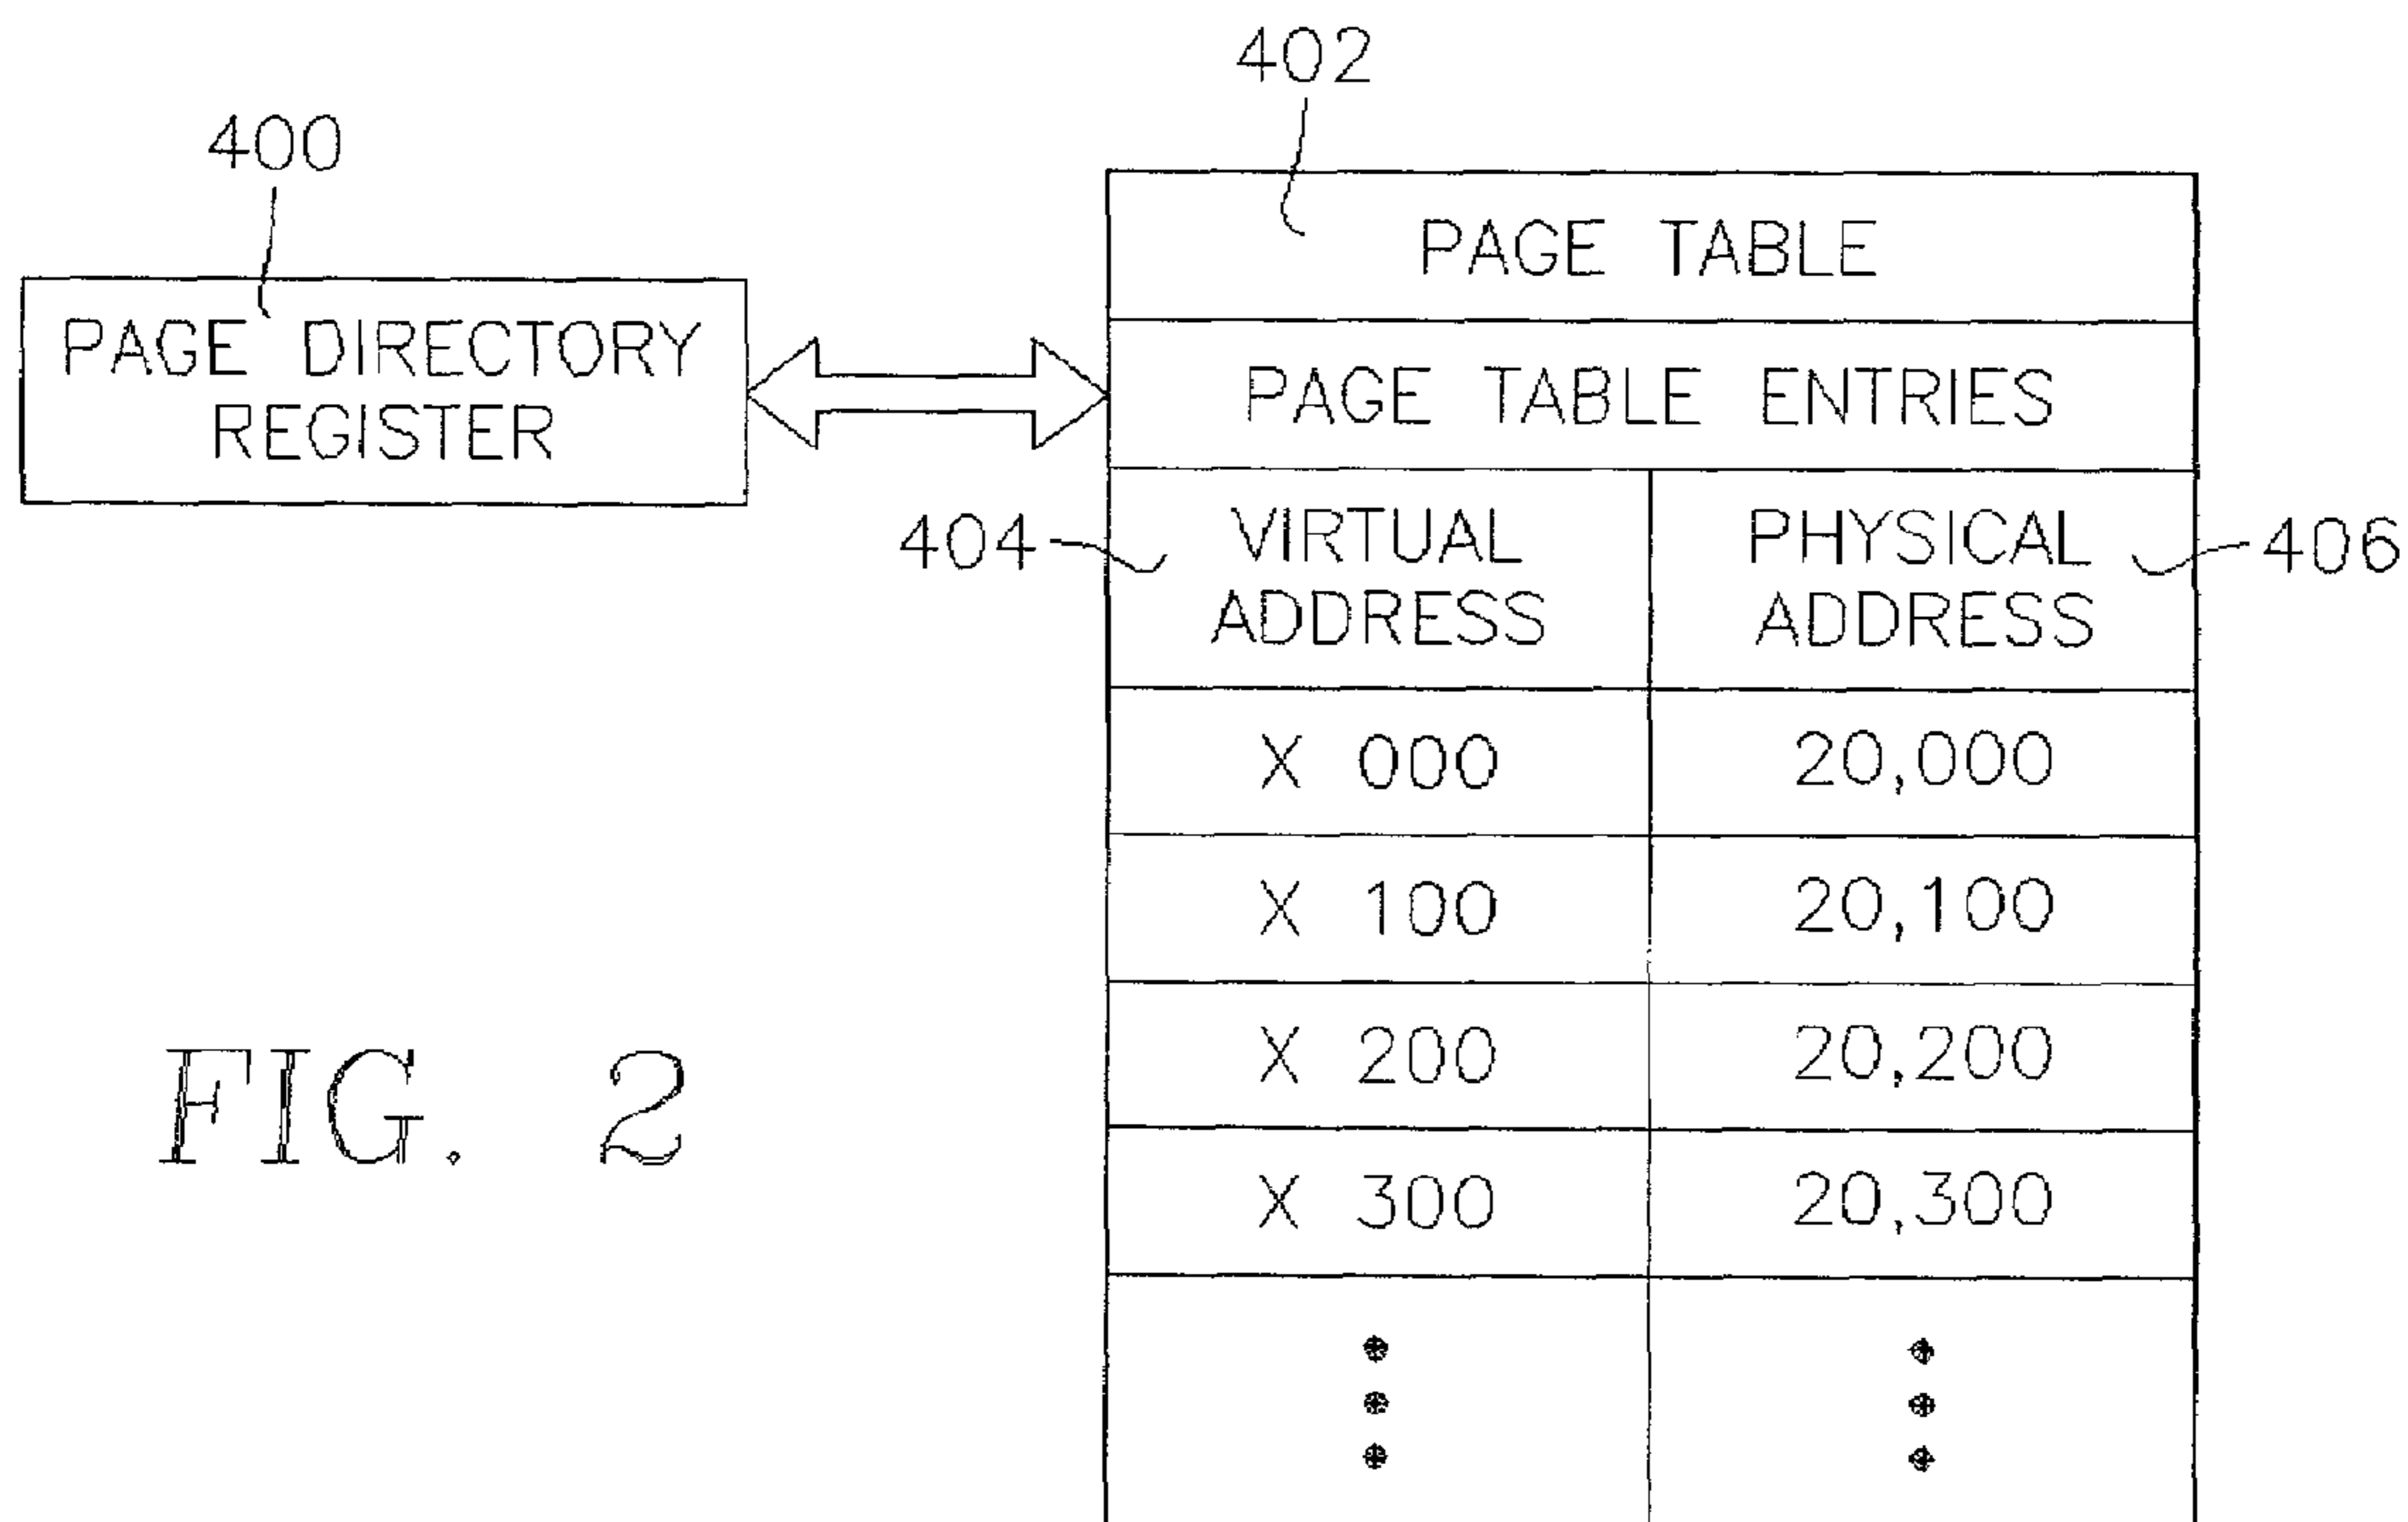 402
400
PAGE TABLE
PAGE DIRECTORY
REGISTER
PAGE TABLE ENTRIES
404
VIRTUAL
ADDRESS
PHYSICAL
ADDRESS
406
X 000 20,000
X 100 20,100
X 200 20,200
X 300 20,300
FIG. 2